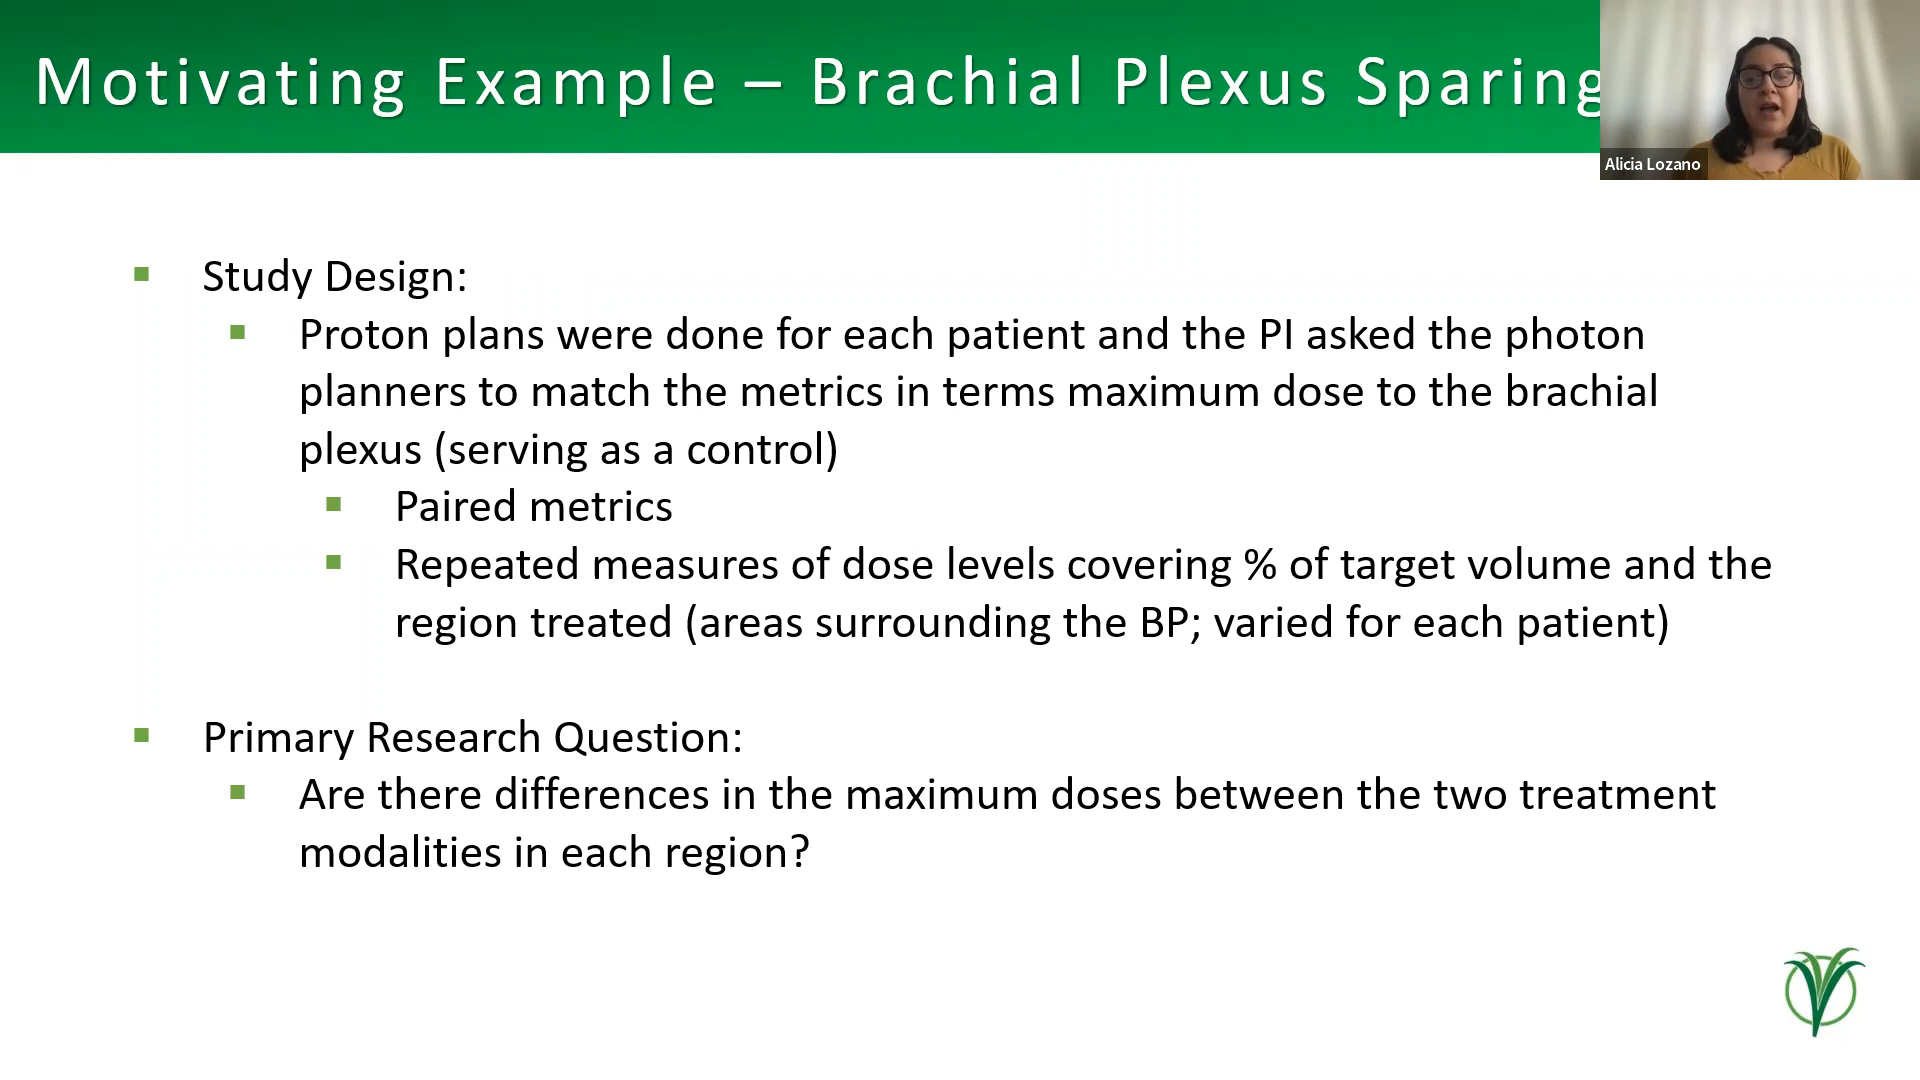 Motivating Example – Brachial Plexus Sparing
Alicia Lozano
Study Design:
Proton plans were done for each patient and the PI asked the photon
planners to match the metrics in terms maximum dose to the brachial
plexus (serving as a control)
Paired metrics
Repeated measures of dose levels covering % of target volume and the
region treated (areas surrounding the BP; varied for each patient)
Primary Research Question:
Are there differences in the maximum doses between the two treatment
modalities in each region?